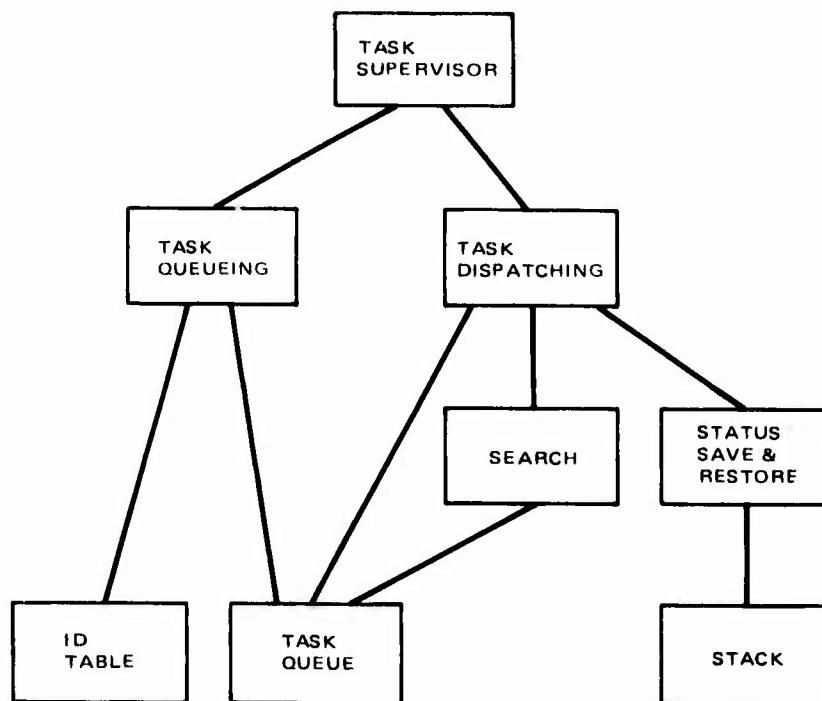 TASK
SUPERVISOR
TASK
QUEUEING
TASK
DISPATCHING
SEARCH
STATUS
SAVE &
RESTORE
ID
TABLE
TASK
QUEUE
STACK